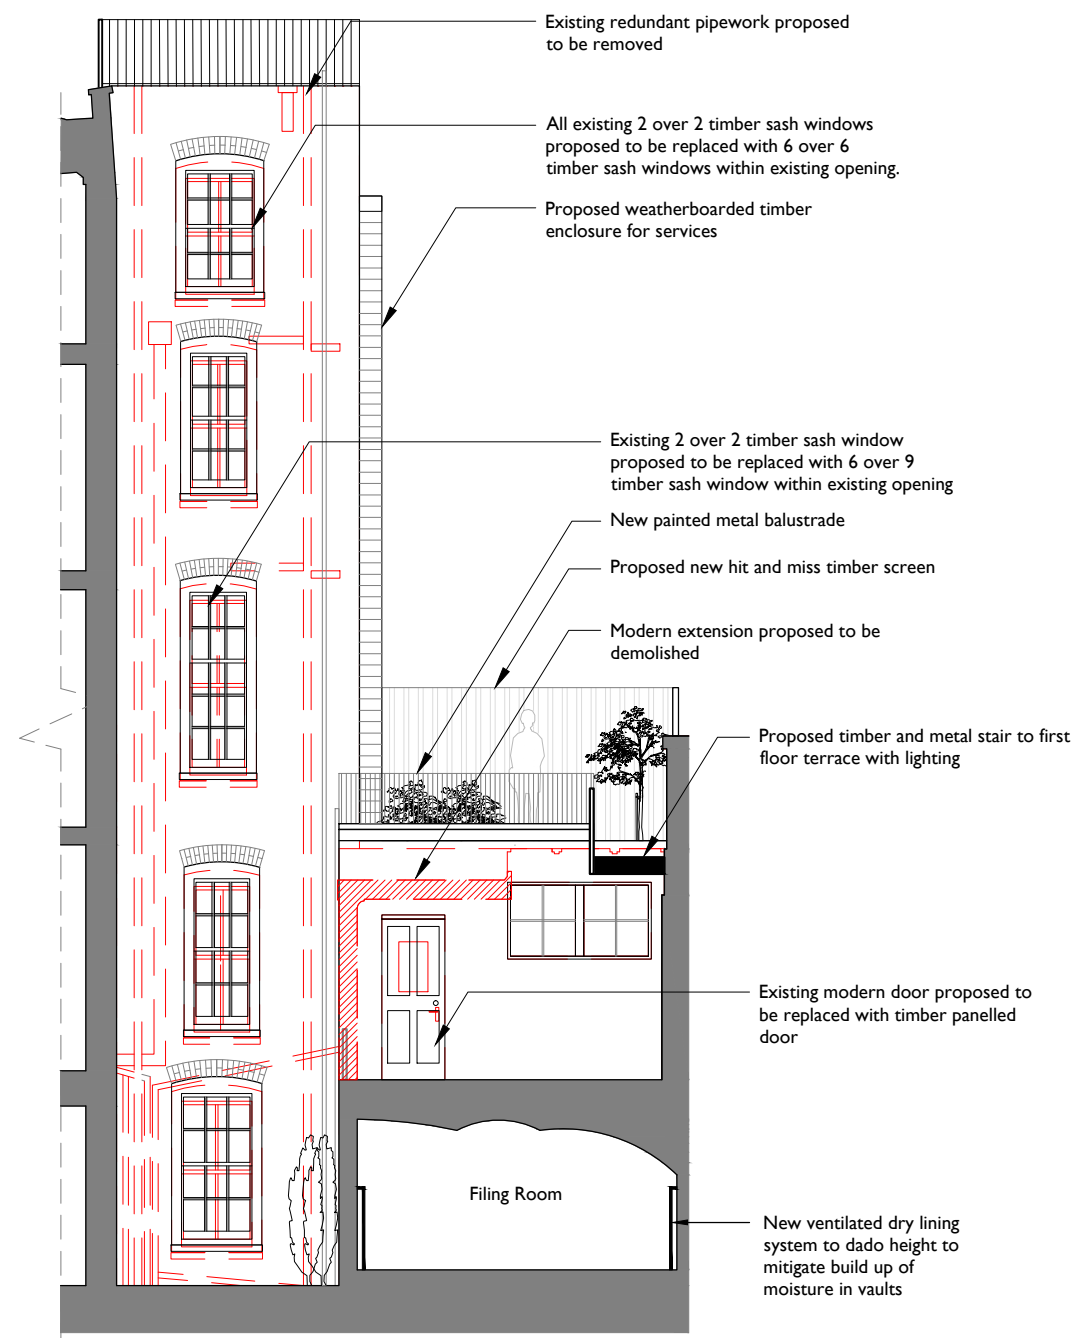 Existing redundant pipework proposed
to be removed
All existing 2 over 2 timber sash windows
proposed to be replaced with 6 over 6
timber sash windows within existing opening.
Proposed weatherboarded timber
enclosure for services
Existing 2 over 2 timber sash window
proposed to be replaced with 6 over 9
timber sash window within existing opening
New painted metal balustrade
Proposed new hit and miss timber screen
Modern extension proposed to be
demolished
Proposed timber and metal stair to first
floor terrace with lighting
Existing modern door proposed to
be replaced with timber panelled
door
Filing Room
New ventilated dry lining
system to dado height to
mitigate build up of
moisture in vaults